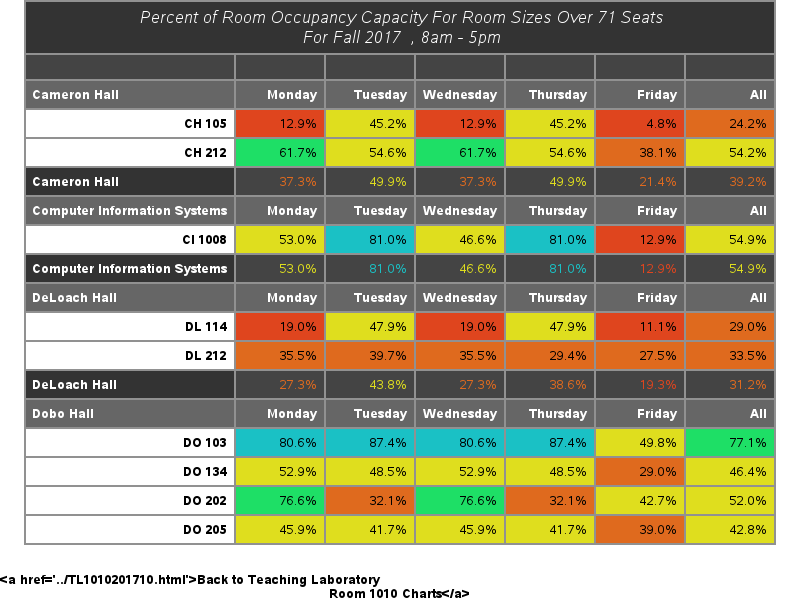 Percent of Room Occupancy Capacity For Room Sizes Over 71 Seats
For Fall 2017  , 8am - 5pm
Cameron Hall Monday Tuesday Wednesday Thursday Friday All
CH 105 12.9% 45.2% 12.9% 45.2% 4.8% 24.2%
CH 212 61.7% 54.6% 61.7% 54.6% 38.1% 54.2%
Cameron Hall 37.3% 49.9% 37.3% 49.9% 21.4% 39.2%
Computer Information Systems Monday Tuesday Wednesday Thursday Friday All
CI 1008 53.0% 81.0% 46.6% 81.0% 12.9% 54.9%
Computer Information Systems 53.0% 81.0% 46.6% 81.0% 12.9% 54.9%
DeLoach Hall Monday Tuesday Wednesday Thursday Friday All
DL 114 19.0% 47.9% 19.0% 47.9% 11.1% 29.0%
DL 212 35.5% 39.7% 35.5% 29.4% 27.5% 33.5%
DeLoach Hall 27.3% 43.8% 27.3% 38.6% 19.3% 31.2%
Dobo Hall Monday Tuesday Wednesday Thursday Friday All
DO 103 80.6% 87.4% 80.6% 87.4% 49.8% 77.1%
DO 134 52.9% 48.5% 52.9% 48.5% 29.0% 46.4%
DO 202 76.6% 32.1% 76.6% 32.1% 42.7% 52.0%
DO 205 45.9% 41.7% 45.9% 41.7% 39.0% 42.8%
<a href='../TL1010201710.html'>Back to Teaching Laboratory
Room 1010 Charts</a>